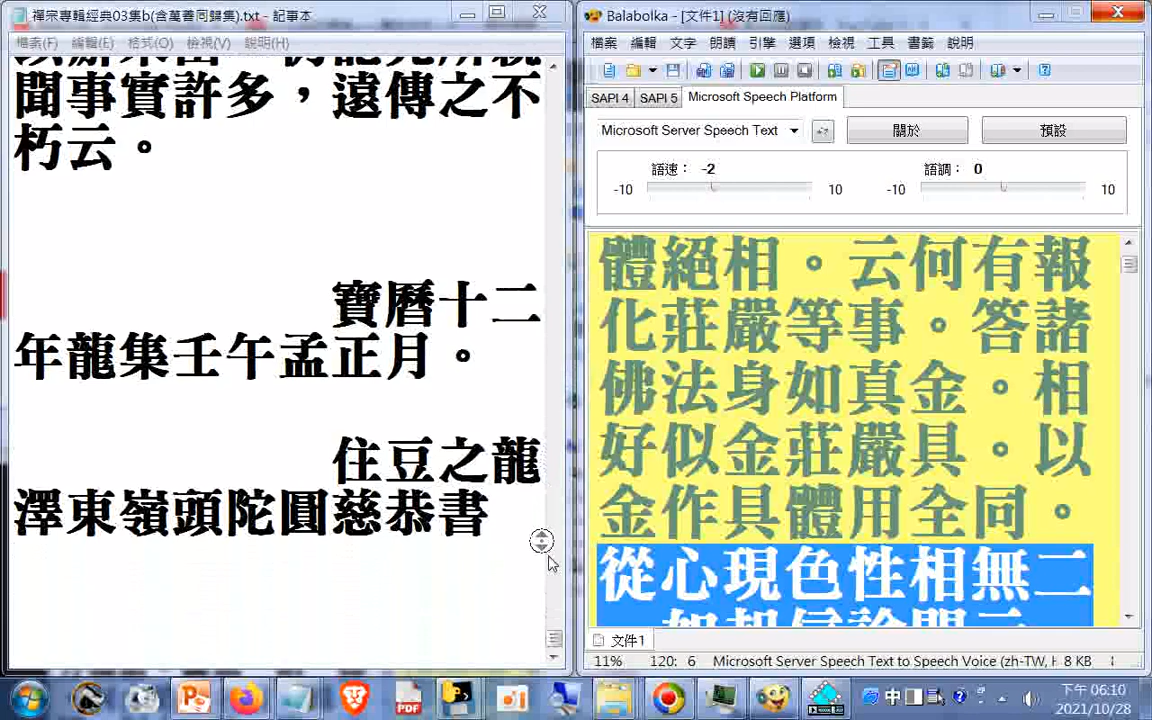 禪宗專輯經典03集b(含萬善同歸集).txt - 記事本
檔案(F) 編輯(E) 格式(O) 檢視(V) 說明(H)
聞事實許多，遠傳之不
朽云。
寶曆十二
年龍集壬午孟正月。
住豆之龍
澤東嶺頭陀圓慈恭書
Balabolka - [文件1] (沒有回應)
檔案 編輯 文字 朗讀 引擎 選項 檢視 工具 書籤 說明
SAPI 4 SAPI 5 Microsoft Speech Platform
Microsoft Server Speech Text 關於 預設
語速： -2 語調： 0
-10 10 -10 10
體絕相。云何有報
化莊嚴等事。答諸
佛法身如真金。相
好似金莊嚴具。以
金作具體用全同。
從心現色性相無二
文件1
11% 120: 6 Microsoft Server Speech Text to Speech Voice (zh-TW, H 8 KB
中 下午 06:10
2021/10/28